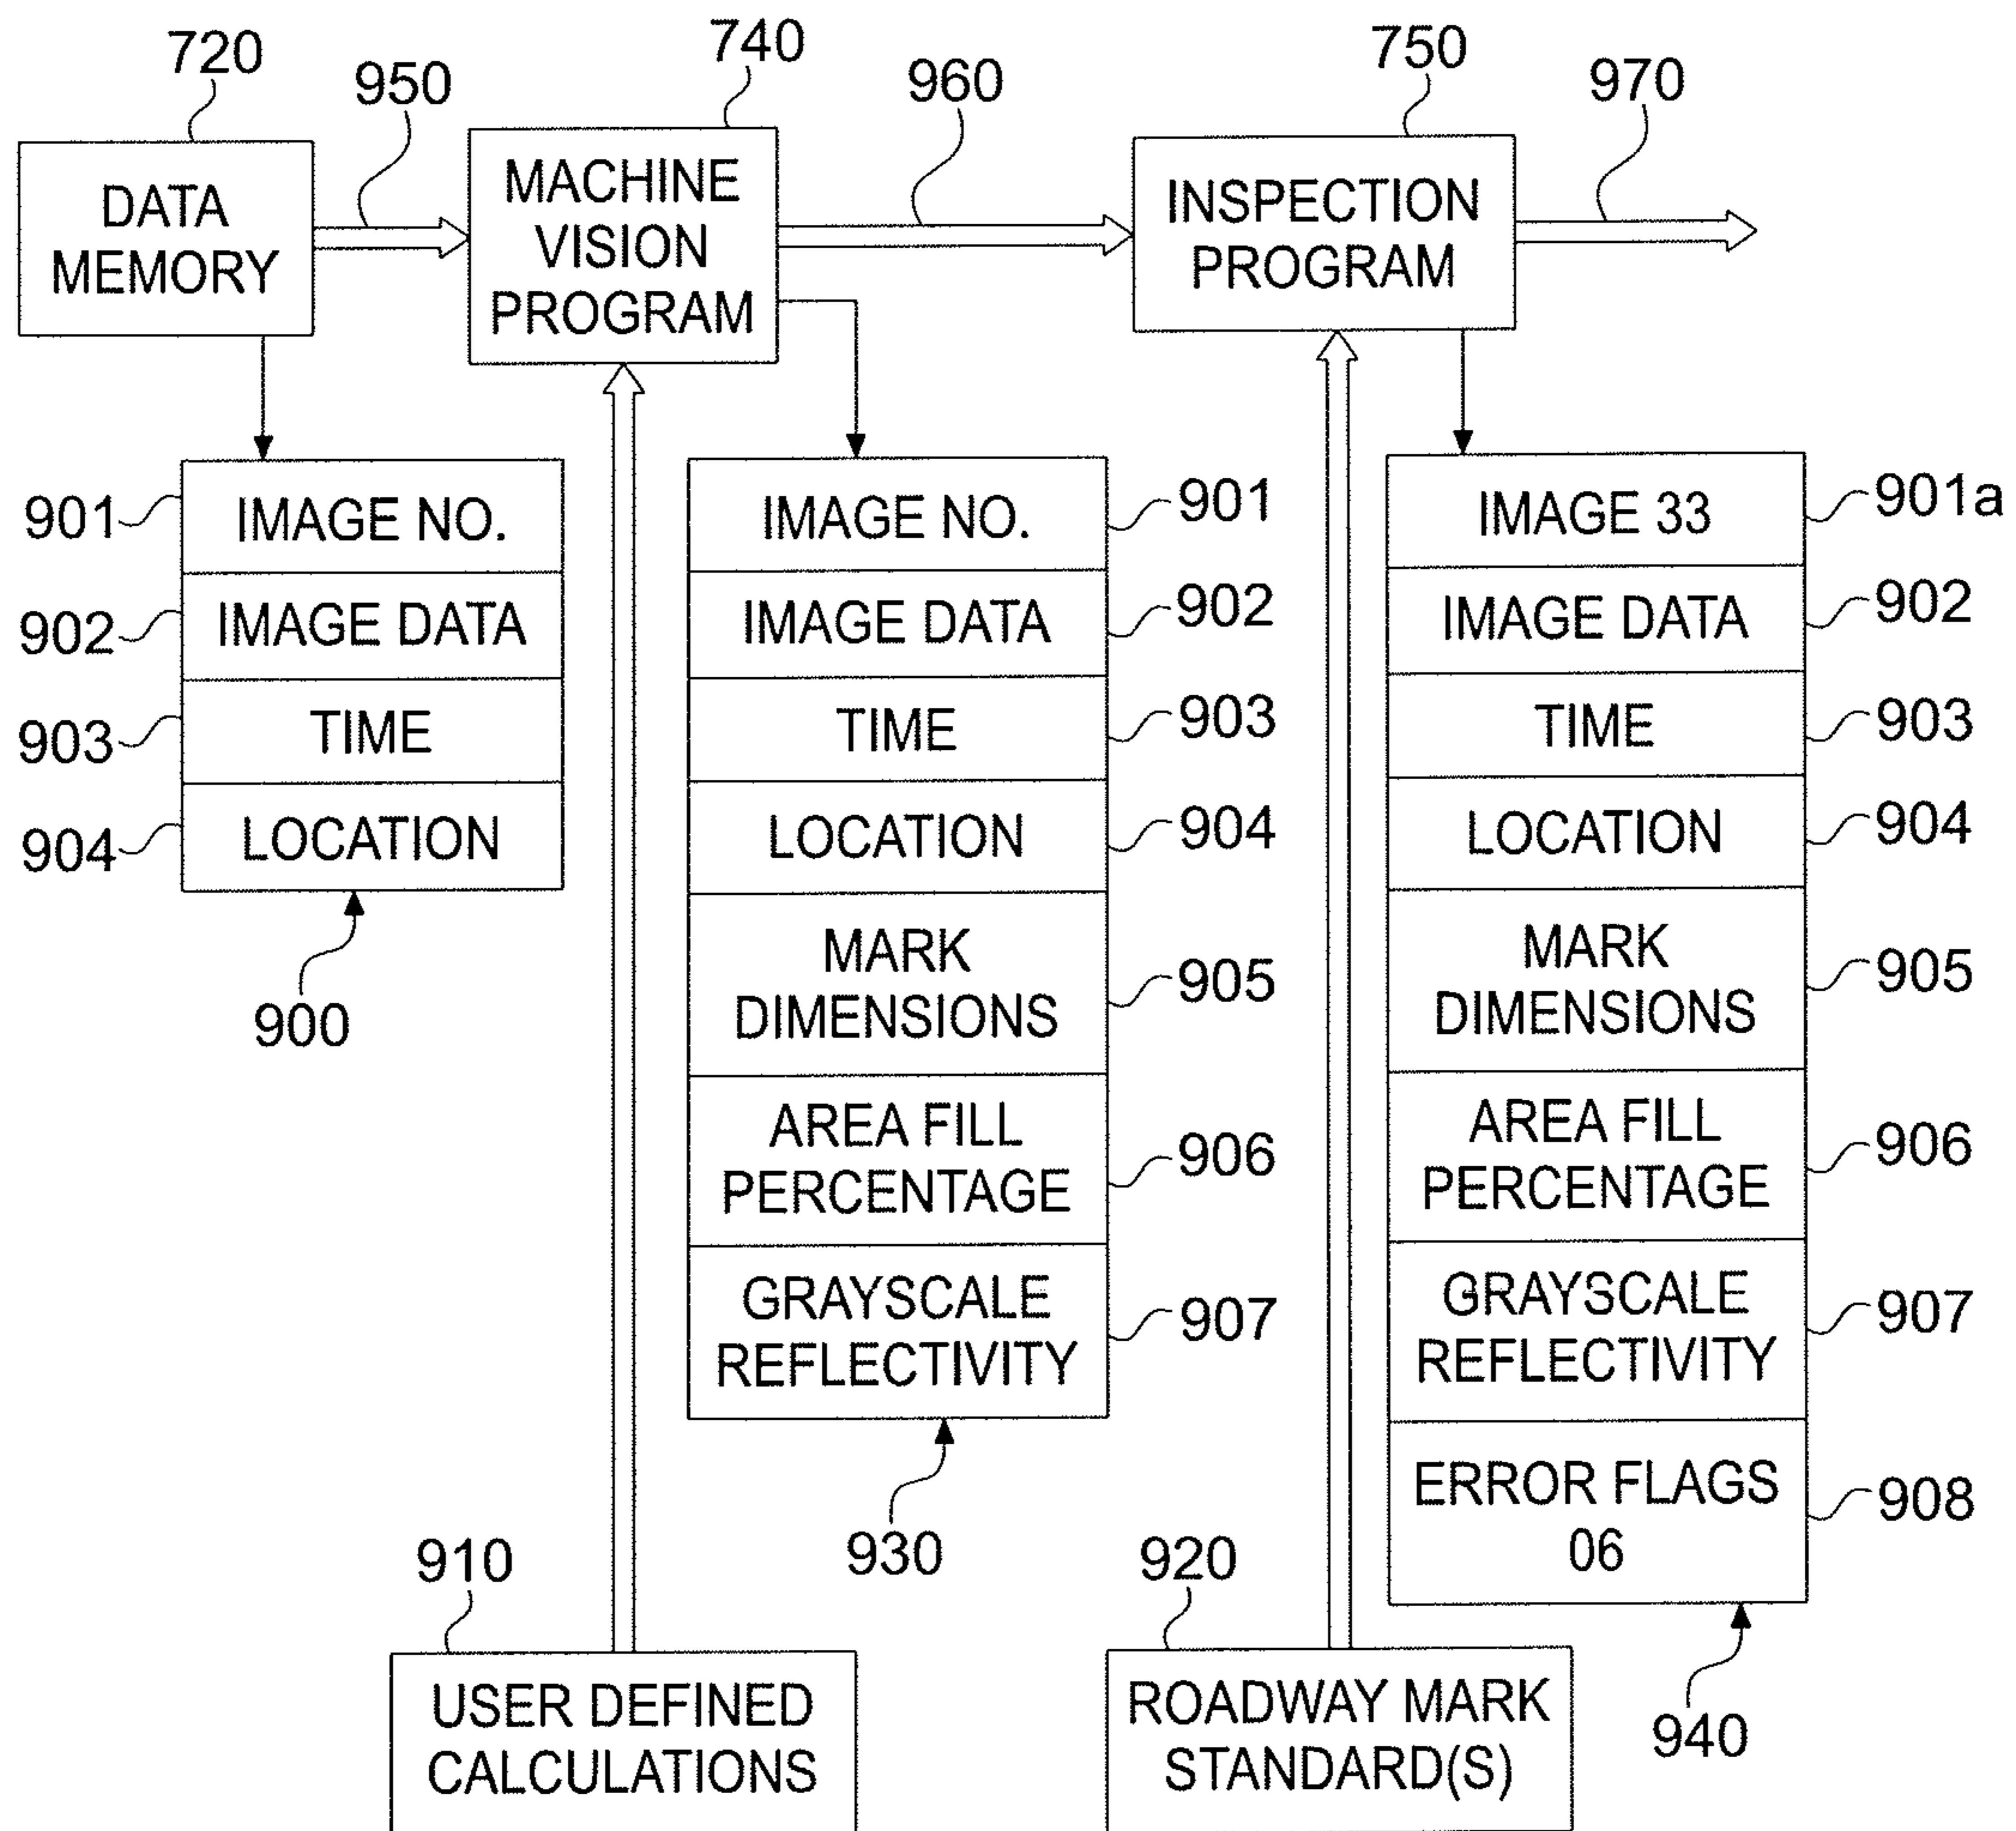 720
950
740
960
750
970
DATA
MEMORY
MACHINE
VISION
PROGRAM
INSPECTION
PROGRAM
901
IMAGE NO.
902
IMAGE DATA
903
TIME
904
LOCATION
900
IMAGE NO.
901
IMAGE DATA
902
TIME
903
LOCATION
904
MARK
DIMENSIONS
905
AREA FILL
PERCENTAGE
906
GRAYSCALE
REFLECTIVITY
907
930
IMAGE 33
901a
IMAGE DATA
902
TIME
903
LOCATION
904
MARK
DIMENSIONS
905
AREA FILL
PERCENTAGE
906
GRAYSCALE
REFLECTIVITY
907
ERROR FLAGS
06
908
940
910
USER DEFINED
CALCULATIONS
920
ROADWAY MARK
STANDARD(S)